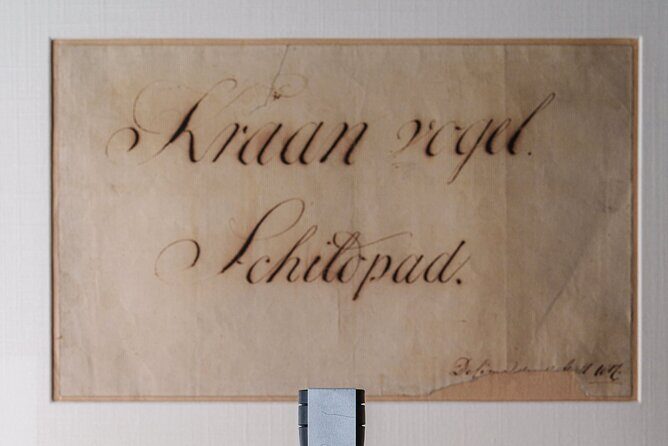 Kraan vogel.
Schildpad.